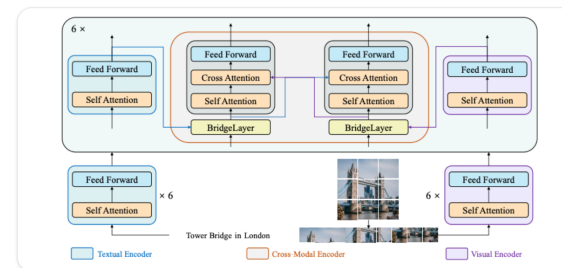 6 ×
Feed Forward
Self Attention
Feed Forward
Cross Attention
Self Attention
BridgeLayer
Feed Forward
Cross Attention
Self Attention
BridgeLayer
Feed Forward
Self Attention
Feed Forward
Self Attention
× 6
6 ×
Feed Forward
Self Attention
Tower Bridge in London
Textual Encoder
Cross-Modal Encoder
Visual Encoder